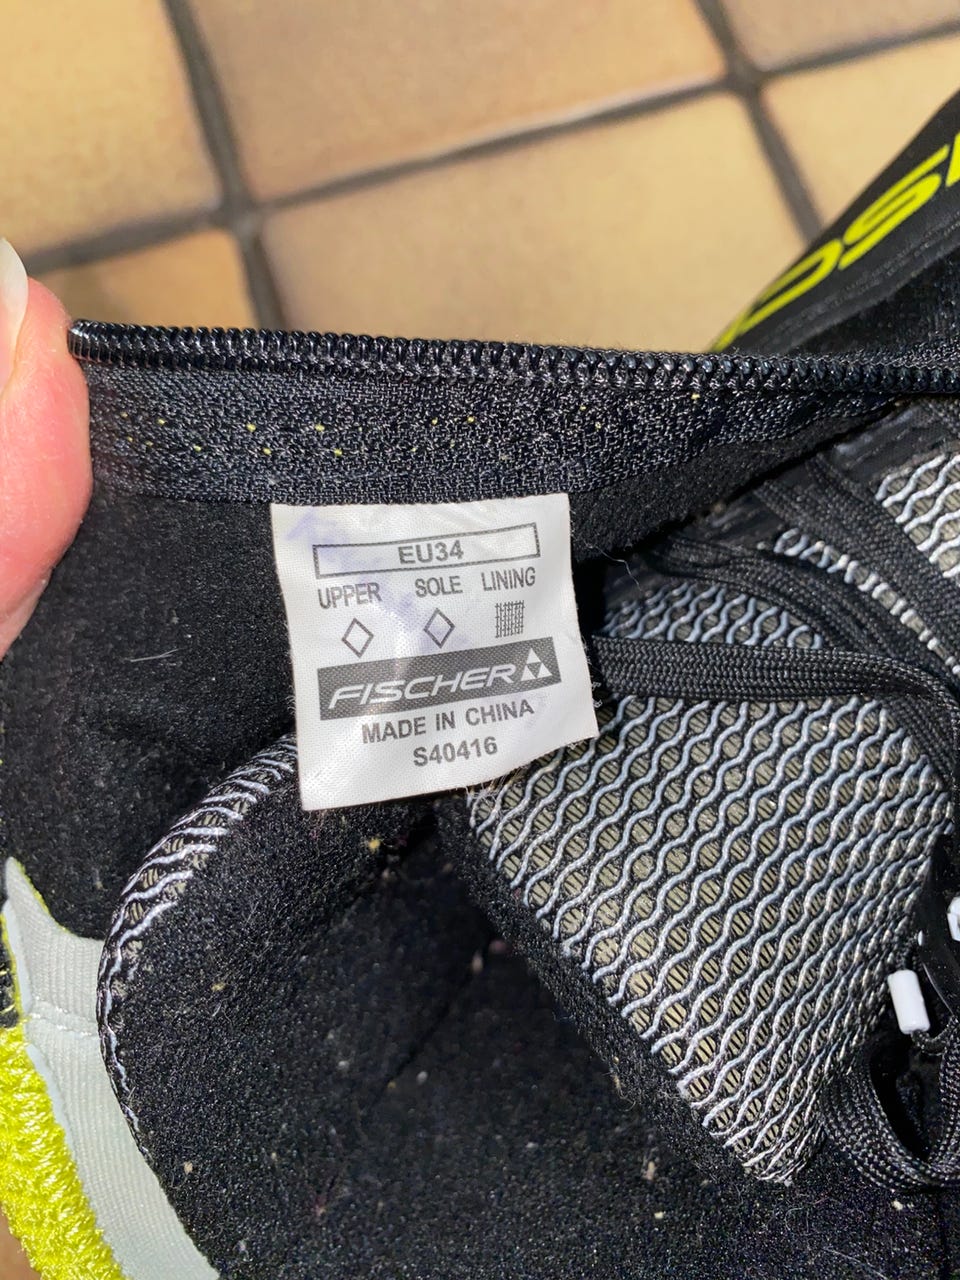 EU34
UPPER SOLE LINING
FISCHER
MADE IN CHINA
S40416